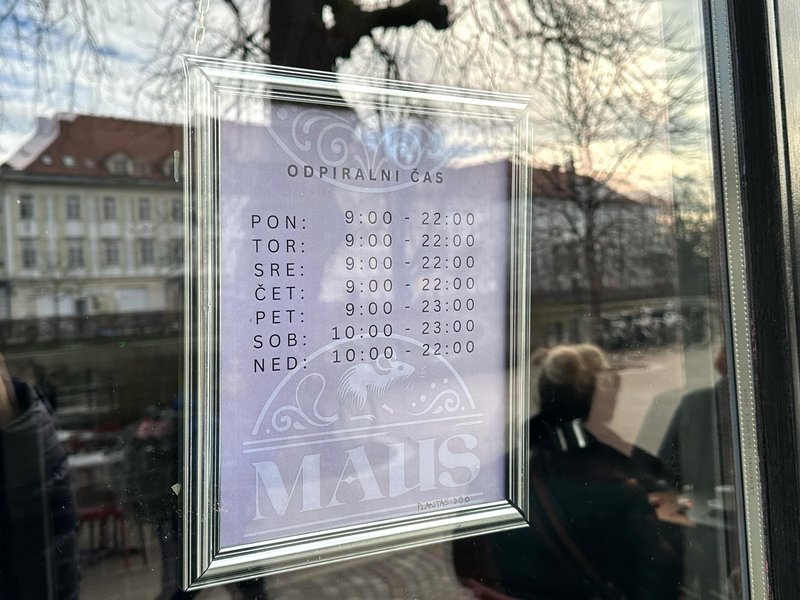 ODPIRALNI ČAS
PON: 9:00 - 22:00
TOR: 9:00 - 22:00
SRE: 9:00 - 22:00
ČET: 9:00 - 22:00
PET: 9:00 - 23:00
SOB: 10:00 - 23:00
NED: 10:00 - 22:00
MAUS
PLANTAS DOO